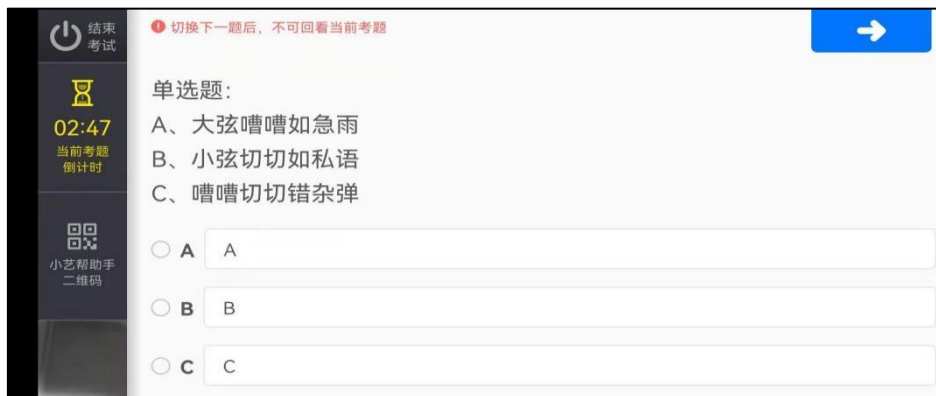 结束
考试
切换下一题后，不可回看当前考题
02:47
当前考题
倒计时
小艺帮助手
二维码
单选题：
A、大弦嘈嘈如急雨
B、小弦切切如私语
C、嘈嘈切切错杂弹
A A
B B
C C